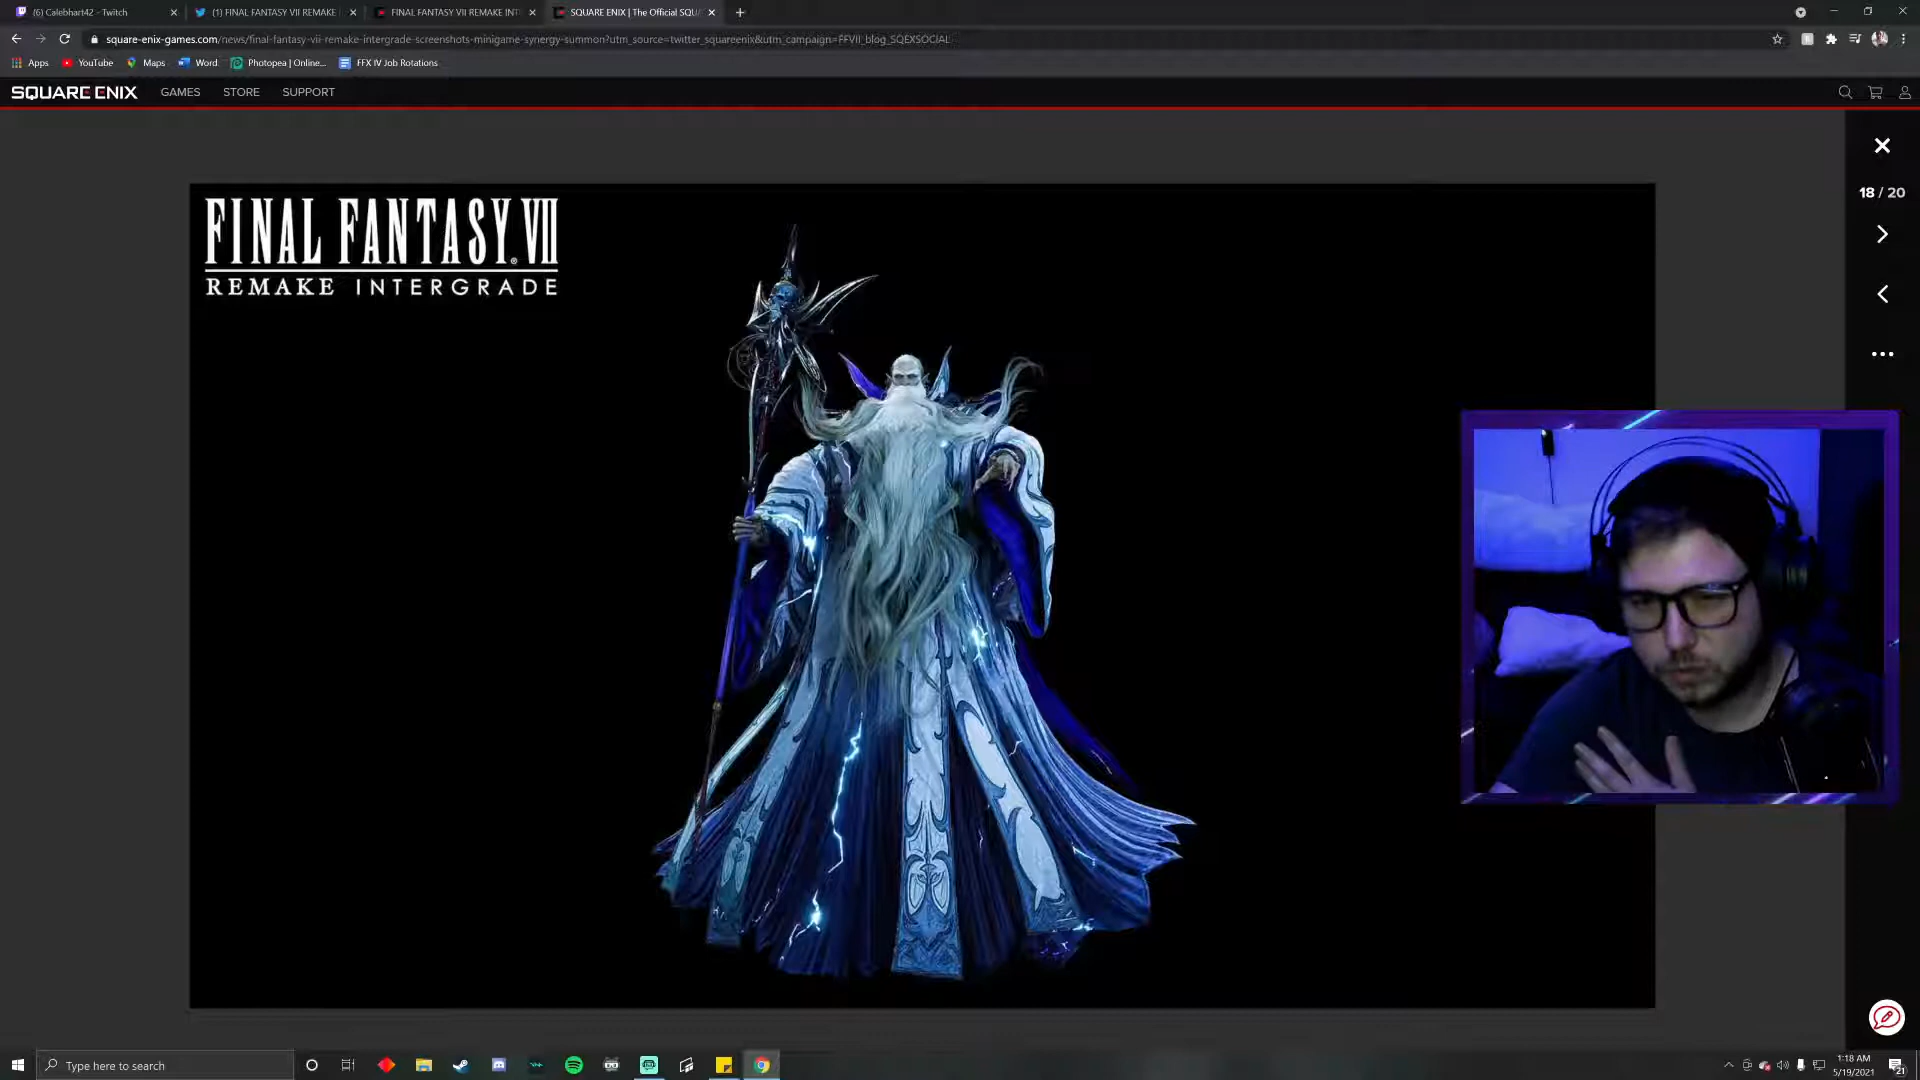 (6) Calebhart42 - Twitch
(1) FINAL FANTASY VII REMAKE
FINAL FANTASY VII REMAKE INT
SQUARE ENIX | The Official SQU
square-enix-games.com/news/final-fantasy-vii-remake-intergrade-screenshots-minigame-synergy-summon?utm_source=twitter_squareenix&utm_campaign=FFVII_blog_SQEXSOCIAL
Apps
YouTube
Maps
Word
Photopea | Online...
FFX IV Job Rotations
SQUARE ENIX
GAMES
STORE
SUPPORT
18 / 20
FINAL FANTASY VII
REMAKE INTERGRADE
Type here to search
1:18 AM
5/19/2021
21